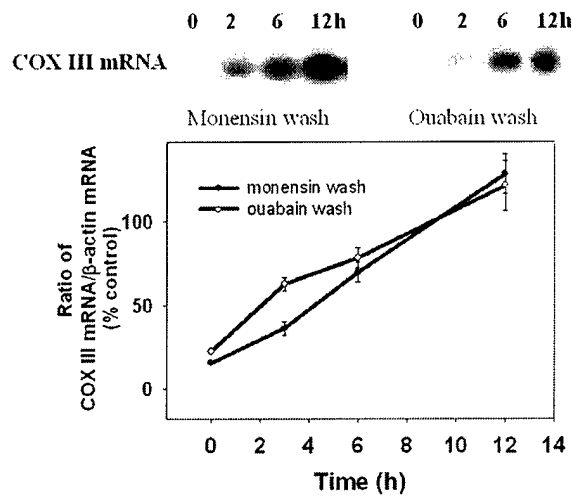 0 2 6 12h 0 2 6 12h
COX III mRNA
Monensin wash Ouabain wash
monensin wash
ouabain wash
100
50
0
Ratio of
COX III mRNA/β-actin mRNA
(% control)
0 2 4 6 8 10 12 14
Time (h)